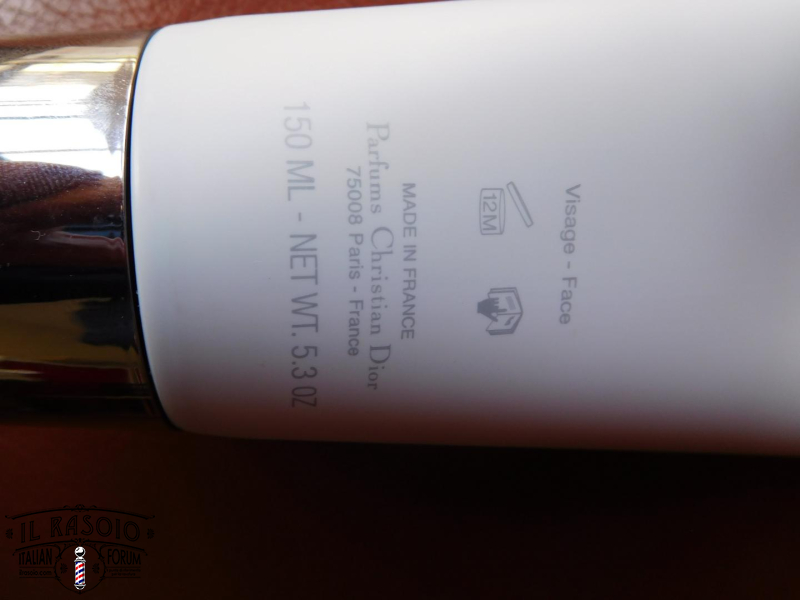 Visage - Face
12M
MADE IN FRANCE
Parfums Christian Dior
75008 Paris - France
150 ML - NET WT. 5.3 OZ
IL RASOIO
ITALIAN FORUM